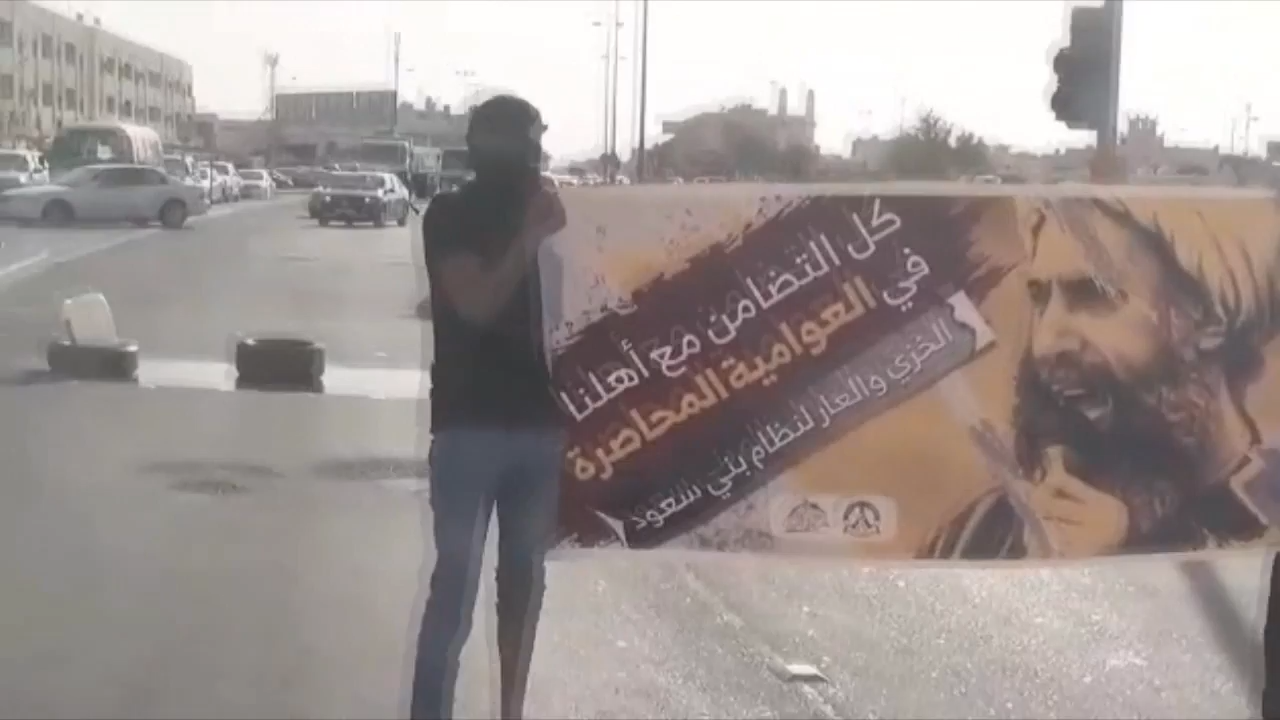 كل التضامن مع أهلنا
في العوامية المحاصرة
الخزي والعار لنظام بني سعود